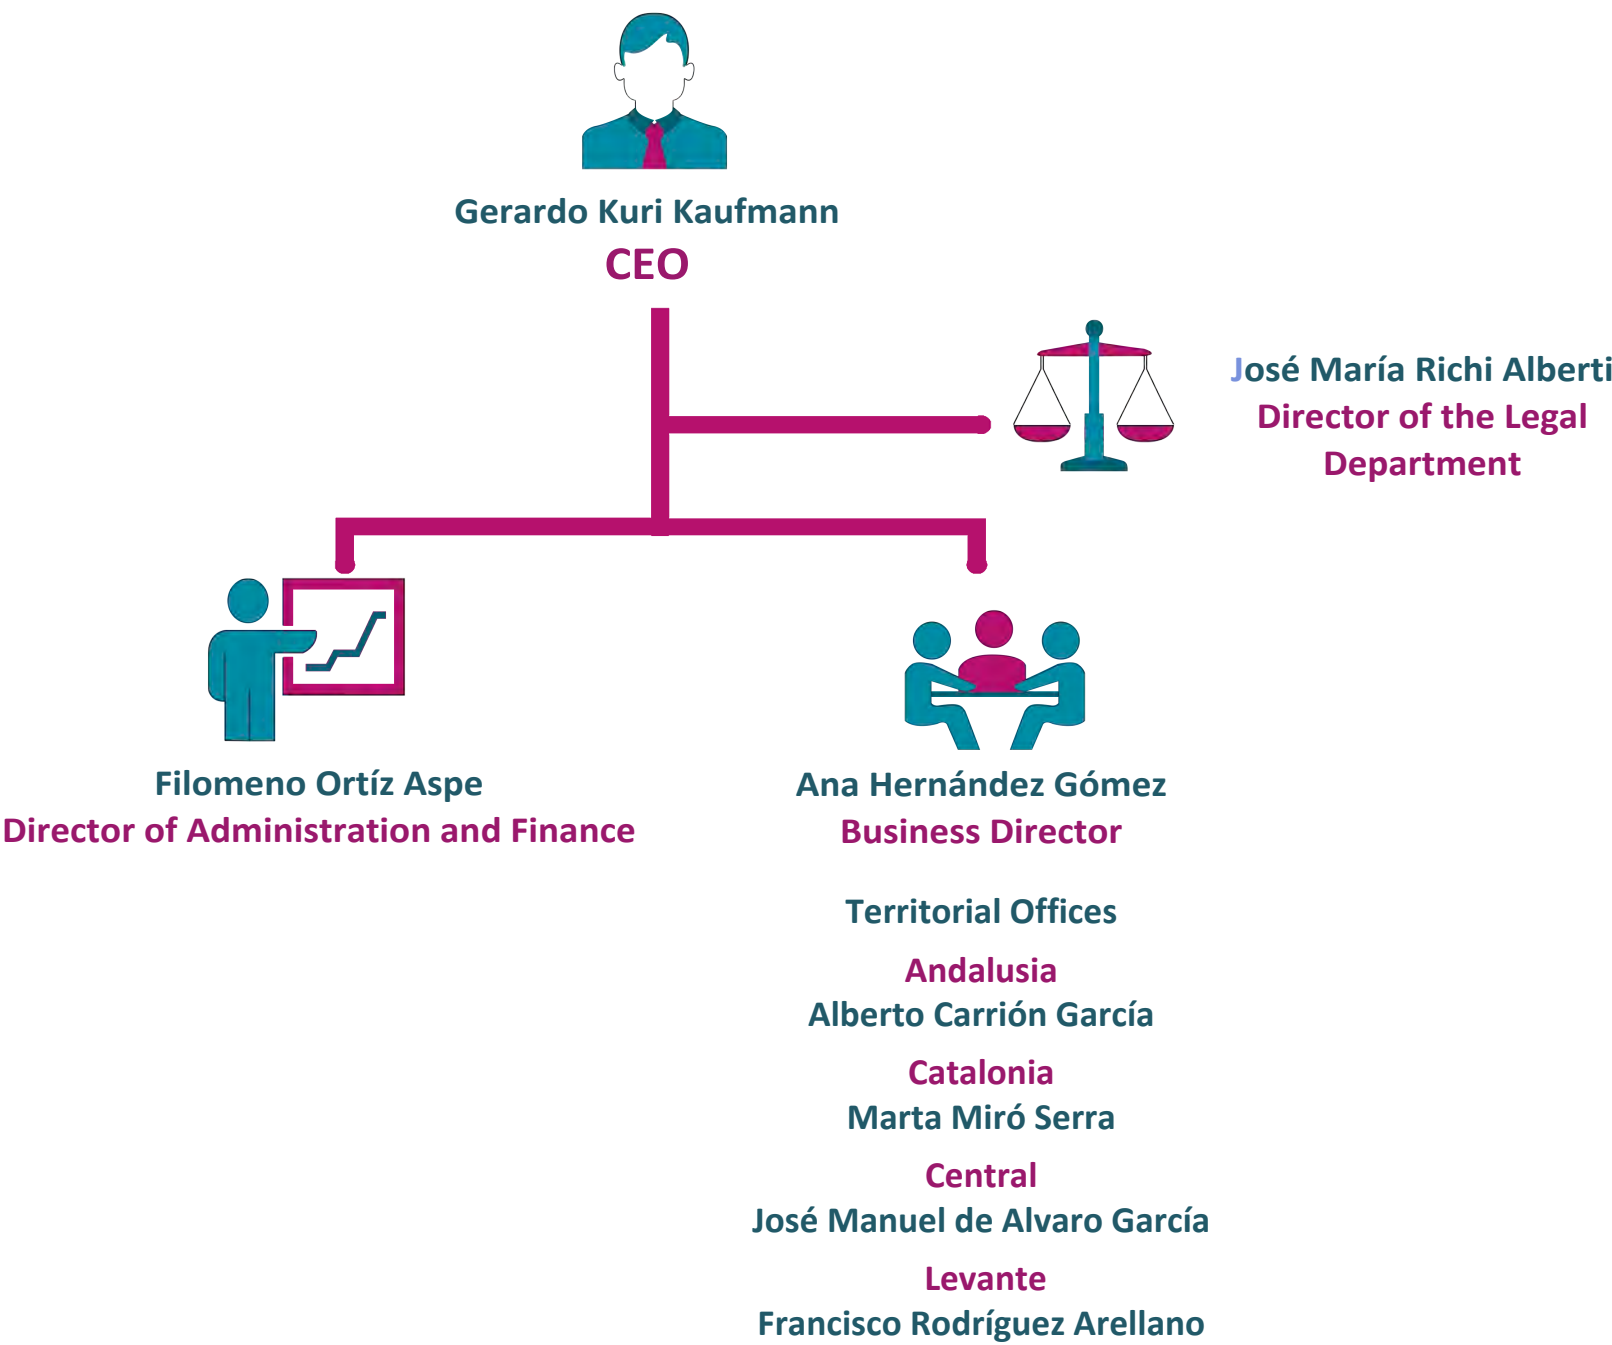 Gerardo Kuri Kaufmann
CEO
José María Richi Alberti
Director of the Legal
Department
Filomeno Ortíz Aspe
Director of Administration and Finance
Ana Hernández Gómez
Business Director
Territorial Offices
Andalusia
Alberto Carrión García
Catalonia
Marta Miró Serra
Central
José Manuel de Alvaro García
Levante
Francisco Rodríguez Arellano